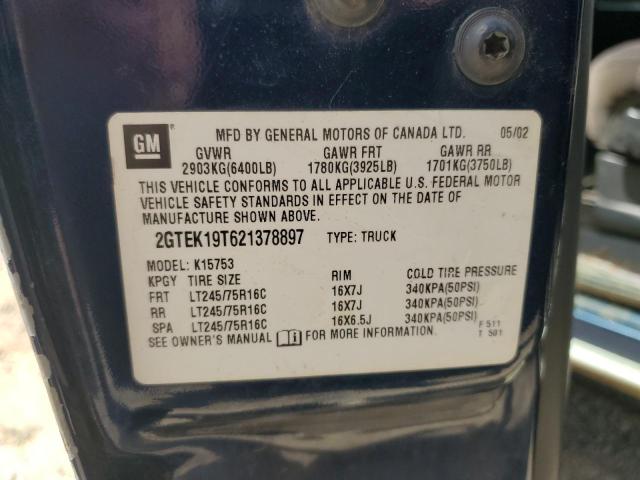 GM MFD BY GENERAL MOTORS OF CANADA LTD. 05/02
GVWR GAWR FRT GAWR RR
2903KG(6400LB) 1780KG(3925LB) 1701KG(3750LB)
THIS VEHICLE CONFORMS TO ALL APPLICABLE U.S. FEDERAL MOTOR
VEHICLE SAFETY STANDARDS IN EFFECT ON THE DATE OF
MANUFACTURE SHOWN ABOVE.
2GTEK19T621378897 TYPE: TRUCK
MODEL: K15753
KPGY TIRE SIZE RIM COLD TIRE PRESSURE
FRT LT245/75R16C 16X7J 340KPA(50PSI)
RR LT245/75R16C 16X7J 340KPA(50PSI)
SPA LT245/75R16C 16X6.5J 340KPA(50PSI)
SEE OWNER'S MANUAL FOR MORE INFORMATION. F 511
T 501